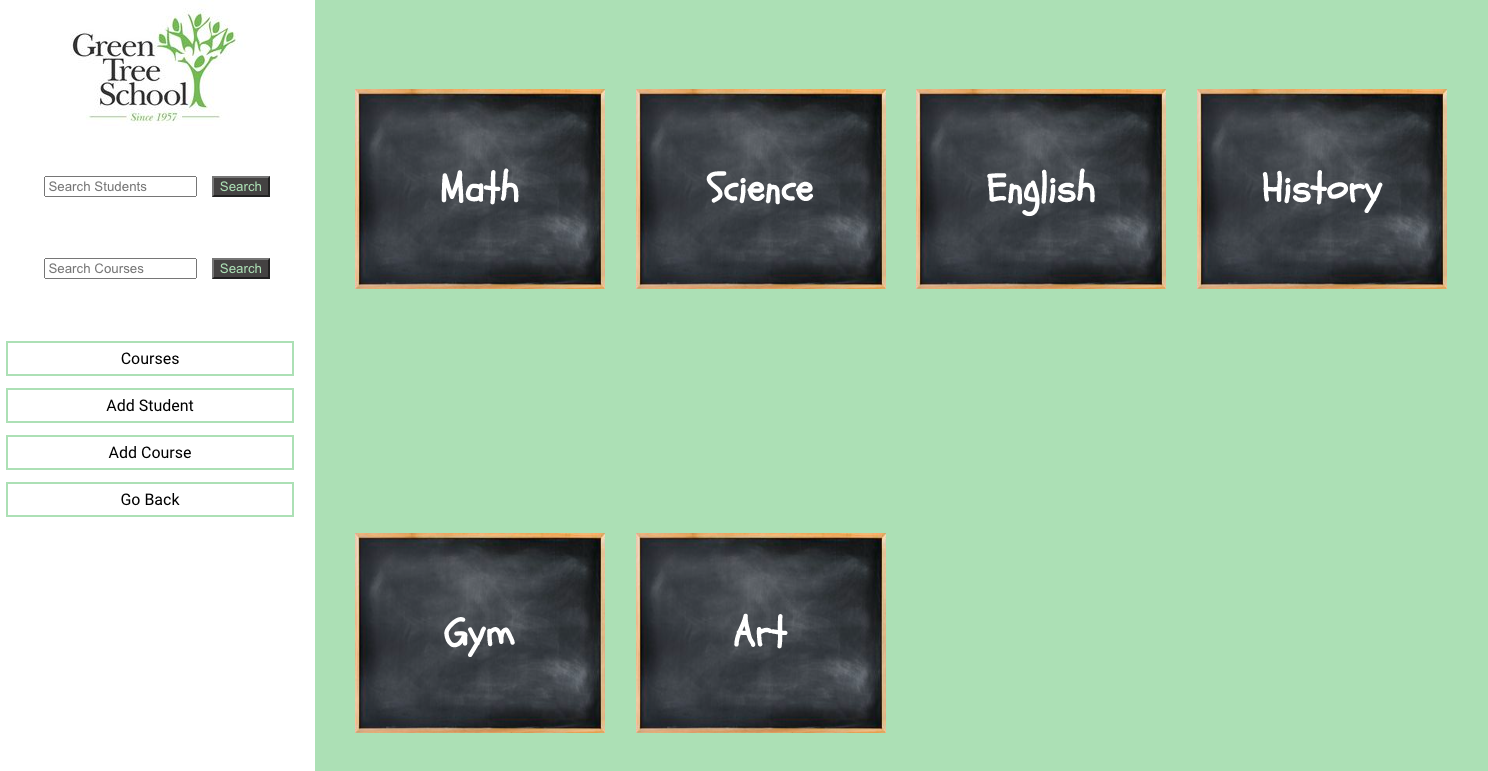 Green
Tree
School
Since 1957
Search Students
Search
Search Courses
Search
Courses
Add Student
Add Course
Go Back
Math
Science
English
History
Gym
Art